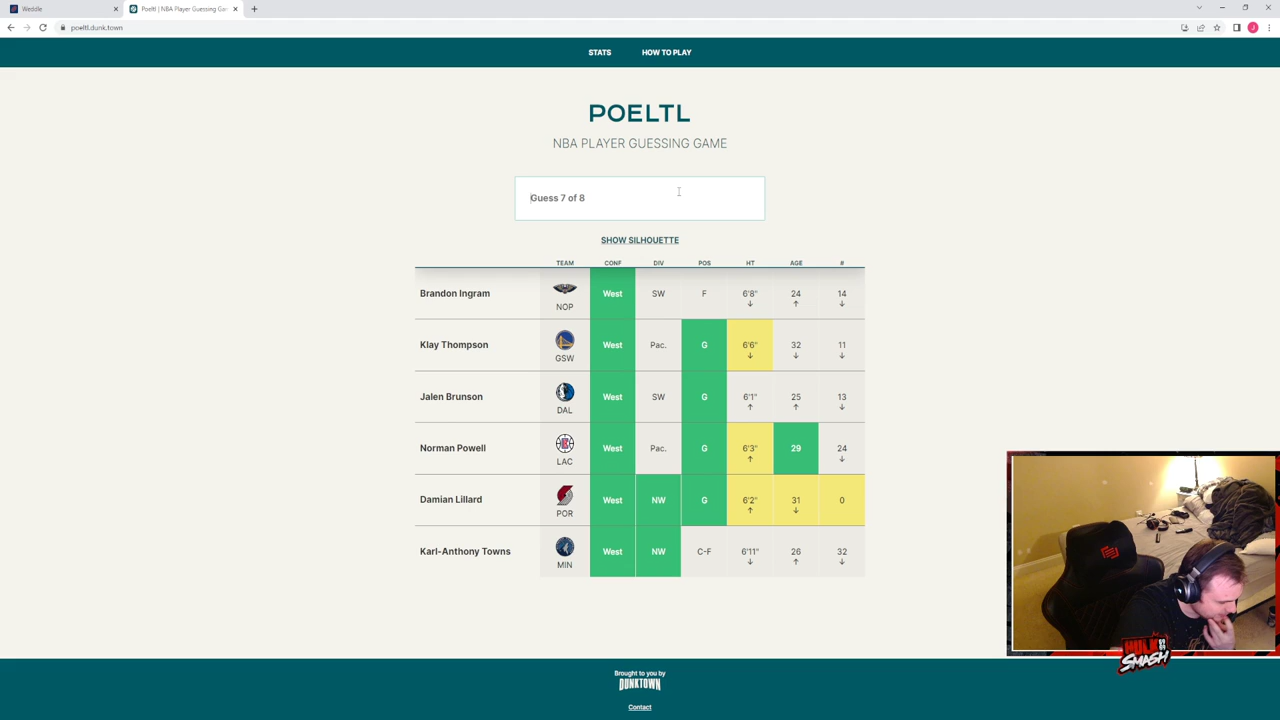 Weddle
Poeltl | NBA Player Guessing Gar
poeltl.dunk.town
STATS HOW TO PLAY
POELTL
NBA PLAYER GUESSING GAME
Guess 7 of 8
SHOW SILHOUETTE
TEAM CONF DIV POS HT AGE #
Brandon Ingram NOP West SW F 6'8" ↓ 24 ↑ 14 ↓
Klay Thompson GSW West Pac. G 6'6" ↓ 32 ↓ 11 ↓
Jalen Brunson DAL West SW G 6'1" ↑ 25 ↑ 13 ↓
Norman Powell LAC West Pac. G 6'3" ↑ 29 24 ↓
Damian Lillard POR West NW G 6'2" ↑ 31 ↓ 0
Karl-Anthony Towns MIN West NW C-F 6'11" ↓ 26 ↑ 32 ↓
HULK
SMASH
Brought to you by
DUNKTOWN
Contact